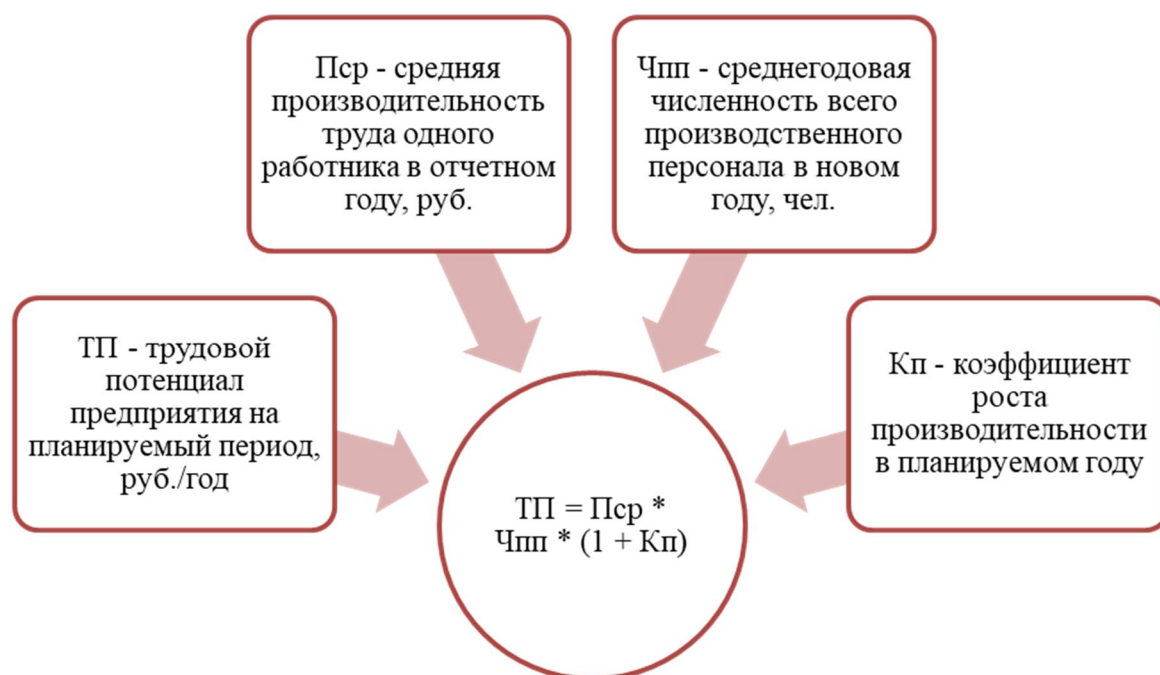 Пср - средняя
производительность
труда одного
работника в отчетном
году, руб.
Чпп - среднегодовая
численность всего
производственного
персонала в новом
году, чел.
ТП - трудовой
потенциал
предприятия на
планируемый период,
руб./год
Кп - коэффициент
роста
производительности
в планируемом году
ТП = Пср *
Чпп * (1 + Кп)